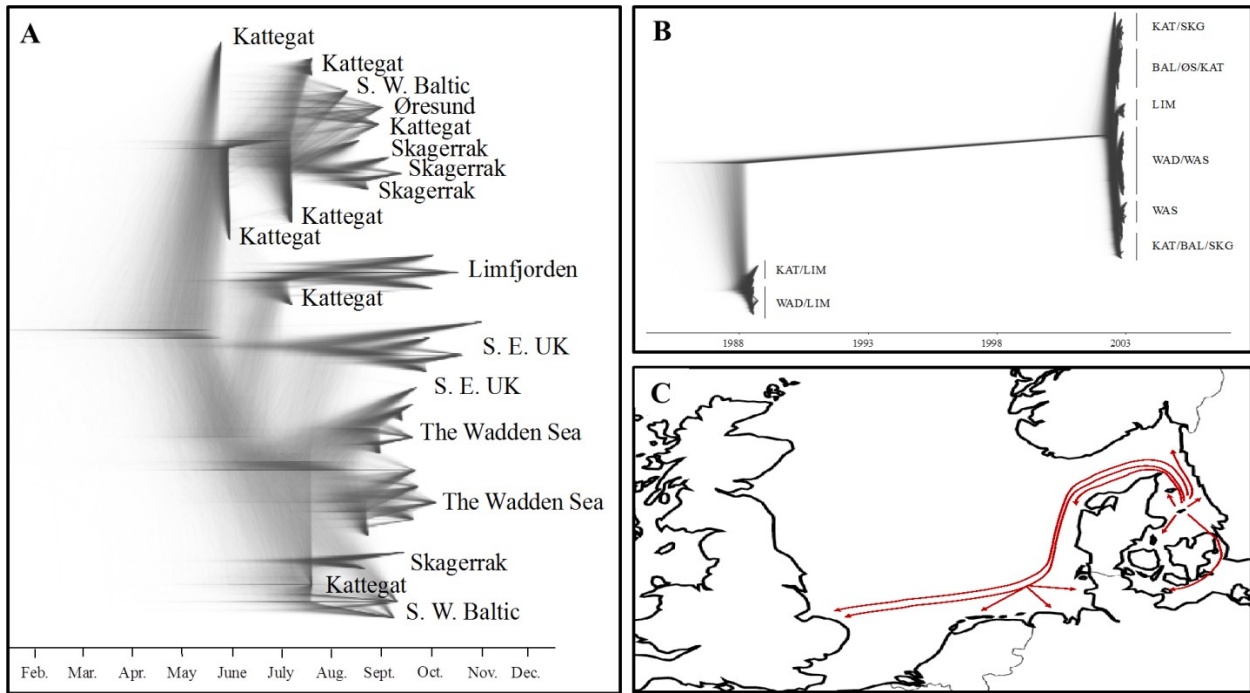 A
Kattegat
Kattegat
S. W. Baltic
Øresund
Kattegat
Skagerrak
Skagerrak
Skagerrak
Kattegat
Kattegat
Limfjorden
Kattegat
S. E. UK
S. E. UK
The Wadden Sea
The Wadden Sea
Skagerrak
Kattegat
S. W. Baltic
Feb. Mar. Apr. May June July Aug. Sept. Oct. Nov. Dec.
B
KAT/SKG
BAL/ØS/KAT
LIM
WAD/WAS
WAS
KAT/BAL/SKG
KAT/LIM
WAD/LIM
1988 1993 1998 2003
C